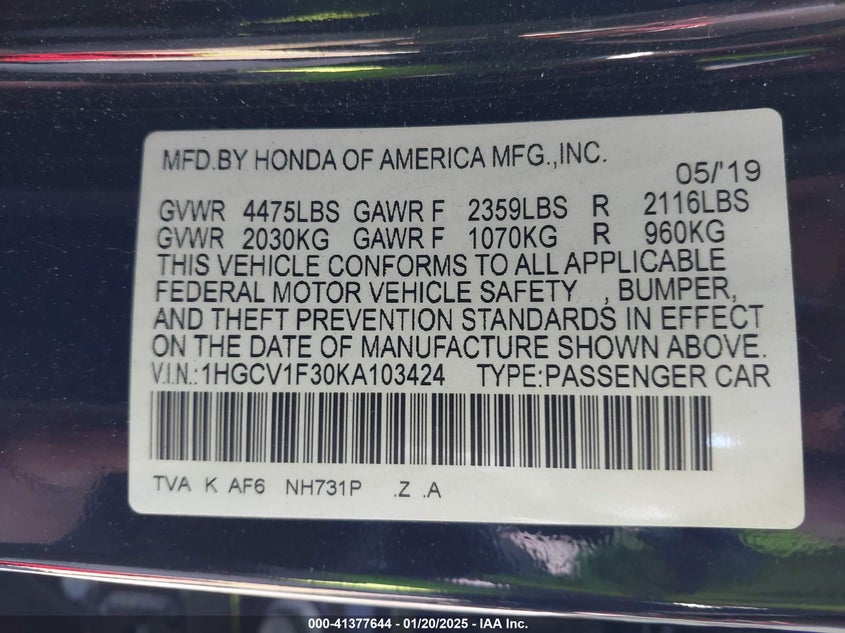 MFD.BY HONDA OF AMERICA MFG.,INC.
05/'19
GVWR 4475LBS GAWR F 2359LBS R 2116LBS
GVWR 2030KG GAWR F 1070KG R 960KG
THIS VEHICLE CONFORMS TO ALL APPLICABLE
FEDERAL MOTOR VEHICLE SAFETY , BUMPER,
AND THEFT PREVENTION STANDARDS IN EFFECT
ON THE DATE OF MANUFACTURE SHOWN ABOVE.
V.I.N.:1HGCV1F30KA103424 TYPE:PASSENGER CAR
TVA K AF6 NH731P .Z .A
000-41377644 - 01/20/2025 - IAA Inc.